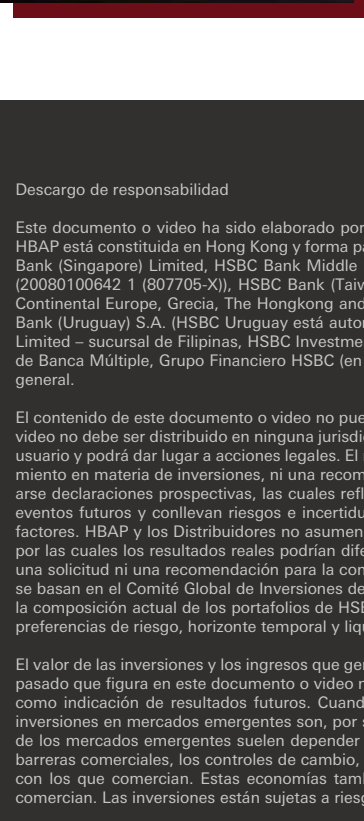 Descargo de responsabilidad
Este documento o video ha sido elaborado por
HBAP está constituida en Hong Kong y forma pa
Bank (Singapore) Limited, HSBC Bank Middle
(20080100642 1 (807705-X)), HSBC Bank (Taiv
Continental Europe, Grecia, The Hongkong and
Bank (Uruguay) S.A. (HSBC Uruguay está autor
Limited – sucursal de Filipinas, HSBC Investme
de Banca Múltiple, Grupo Financiero HSBC (en
general.
El contenido de este documento o video no pue
video no debe ser distribuido en ninguna jurisdi
usuario y podrá dar lugar a acciones legales. El
miento en materia de inversiones, ni una recom
arse declaraciones prospectivas, las cuales refl
eventos futuros y conllevan riesgos e incertidu
factores. HBAP y los Distribuidores no asumen
por las cuales los resultados reales podrían dife
una solicitud ni una recomendación para la con
se basan en el Comité Global de Inversiones de
la composición actual de los portafolios de HSB
preferencias de riesgo, horizonte temporal y liqu
El valor de las inversiones y los ingresos que gen
pasado que figura en este documento o video n
como indicación de resultados futuros. Cuand
inversiones en mercados emergentes son, por s
de los mercados emergentes suelen depender
barreras comerciales, los controles de cambio,
con los que comercian. Estas economías tamb
comercian. Las inversiones están sujetas a riesg